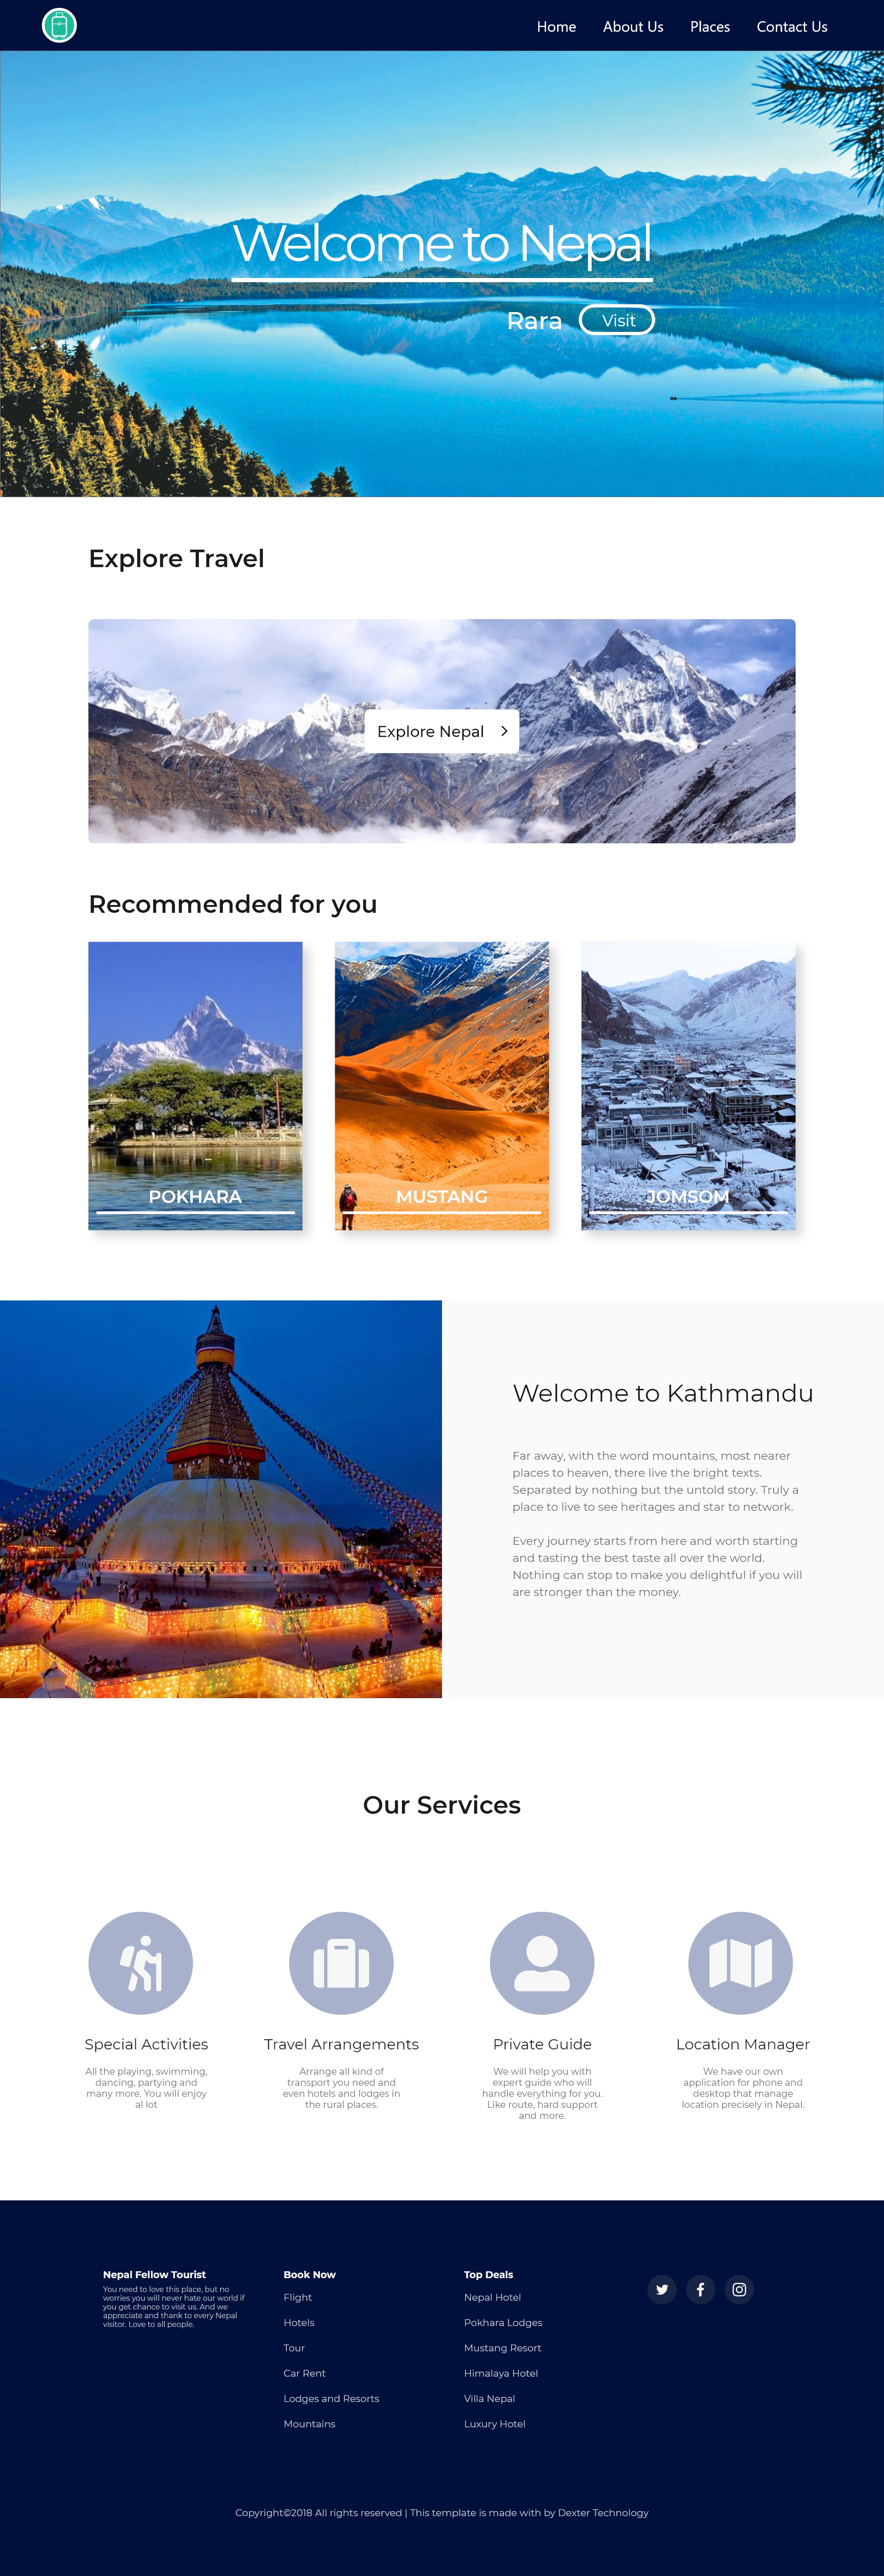 Home About Us Places Contact Us
Welcome to Nepal
Rara Visit
Explore Travel
Explore Nepal
Recommended for you
POKHARA
MUSTANG
JOMSOM
Welcome to Kathmandu
Far away, with the word mountains, most nearer
places to heaven, there live the bright texts.
Separated by nothing but the untold story. Truly a
place to live to see heritages and star to network.
Every journey starts from here and worth starting
and tasting the best taste all over the world.
Nothing can stop to make you delightful if you will
are stronger than the money.
Our Services
Special Activities
All the playing, swimming,
dancing, partying and
many more. You will enjoy
al lot
Travel Arrangements
Arrange all kind of
transport you need and
even hotels and lodges in
the rural places.
Private Guide
We will help you with
expert guide who will
handle everything for you.
Like route, hard support
and more.
Location Manager
We have our own
application for phone and
desktop that manage
location precisely in Nepal.
Nepal Fellow Tourist
You need to love this place, but no
worries you will never hate our world if
you get chance to visit us. And we
appreciate and thank to every Nepal
visitor. Love to all people.
Book Now
Flight
Hotels
Tour
Car Rent
Lodges and Resorts
Mountains
Top Deals
Nepal Hotel
Pokhara Lodges
Mustang Resort
Himalaya Hotel
Villa Nepal
Luxury Hotel
Copyright©2018 All rights reserved | This template is made with by Dexter Technology